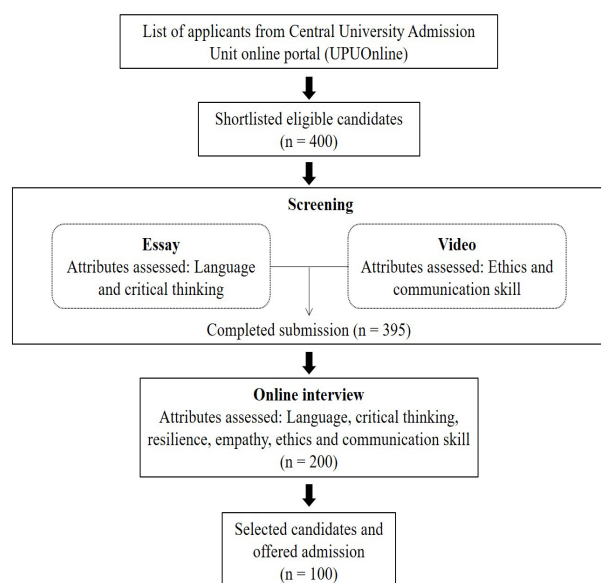 List of applicants from Central University Admission
Unit online portal (UPUOnline)
Shortlisted eligible candidates
(n = 400)
Screening
Essay
Attributes assessed: Language
and critical thinking
Video
Attributes assessed: Ethics and
communication skill
Completed submission (n = 395)
Online interview
Attributes assessed: Language, critical thinking,
resilience, empathy, ethics and communication skill
(n = 200)
Selected candidates and
offered admission
(n = 100)